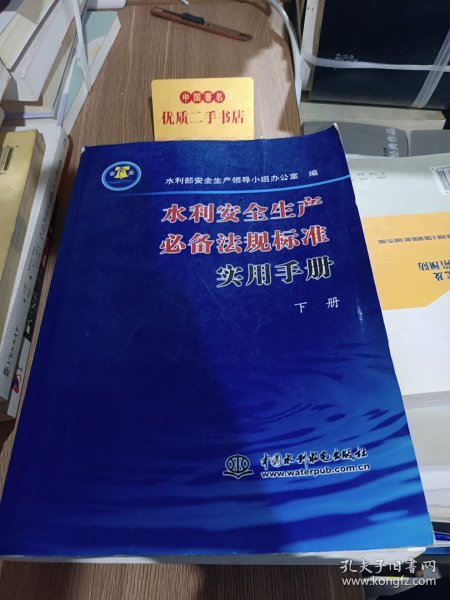 中国著名
优质二手书店
水利部安全生产领导小组办公室 编
水利安全生产
必备法规标准
实用手册
下册
中国水利水电出版社
www.waterpub.com.cn
孔夫子旧书网
www.kongfz.com